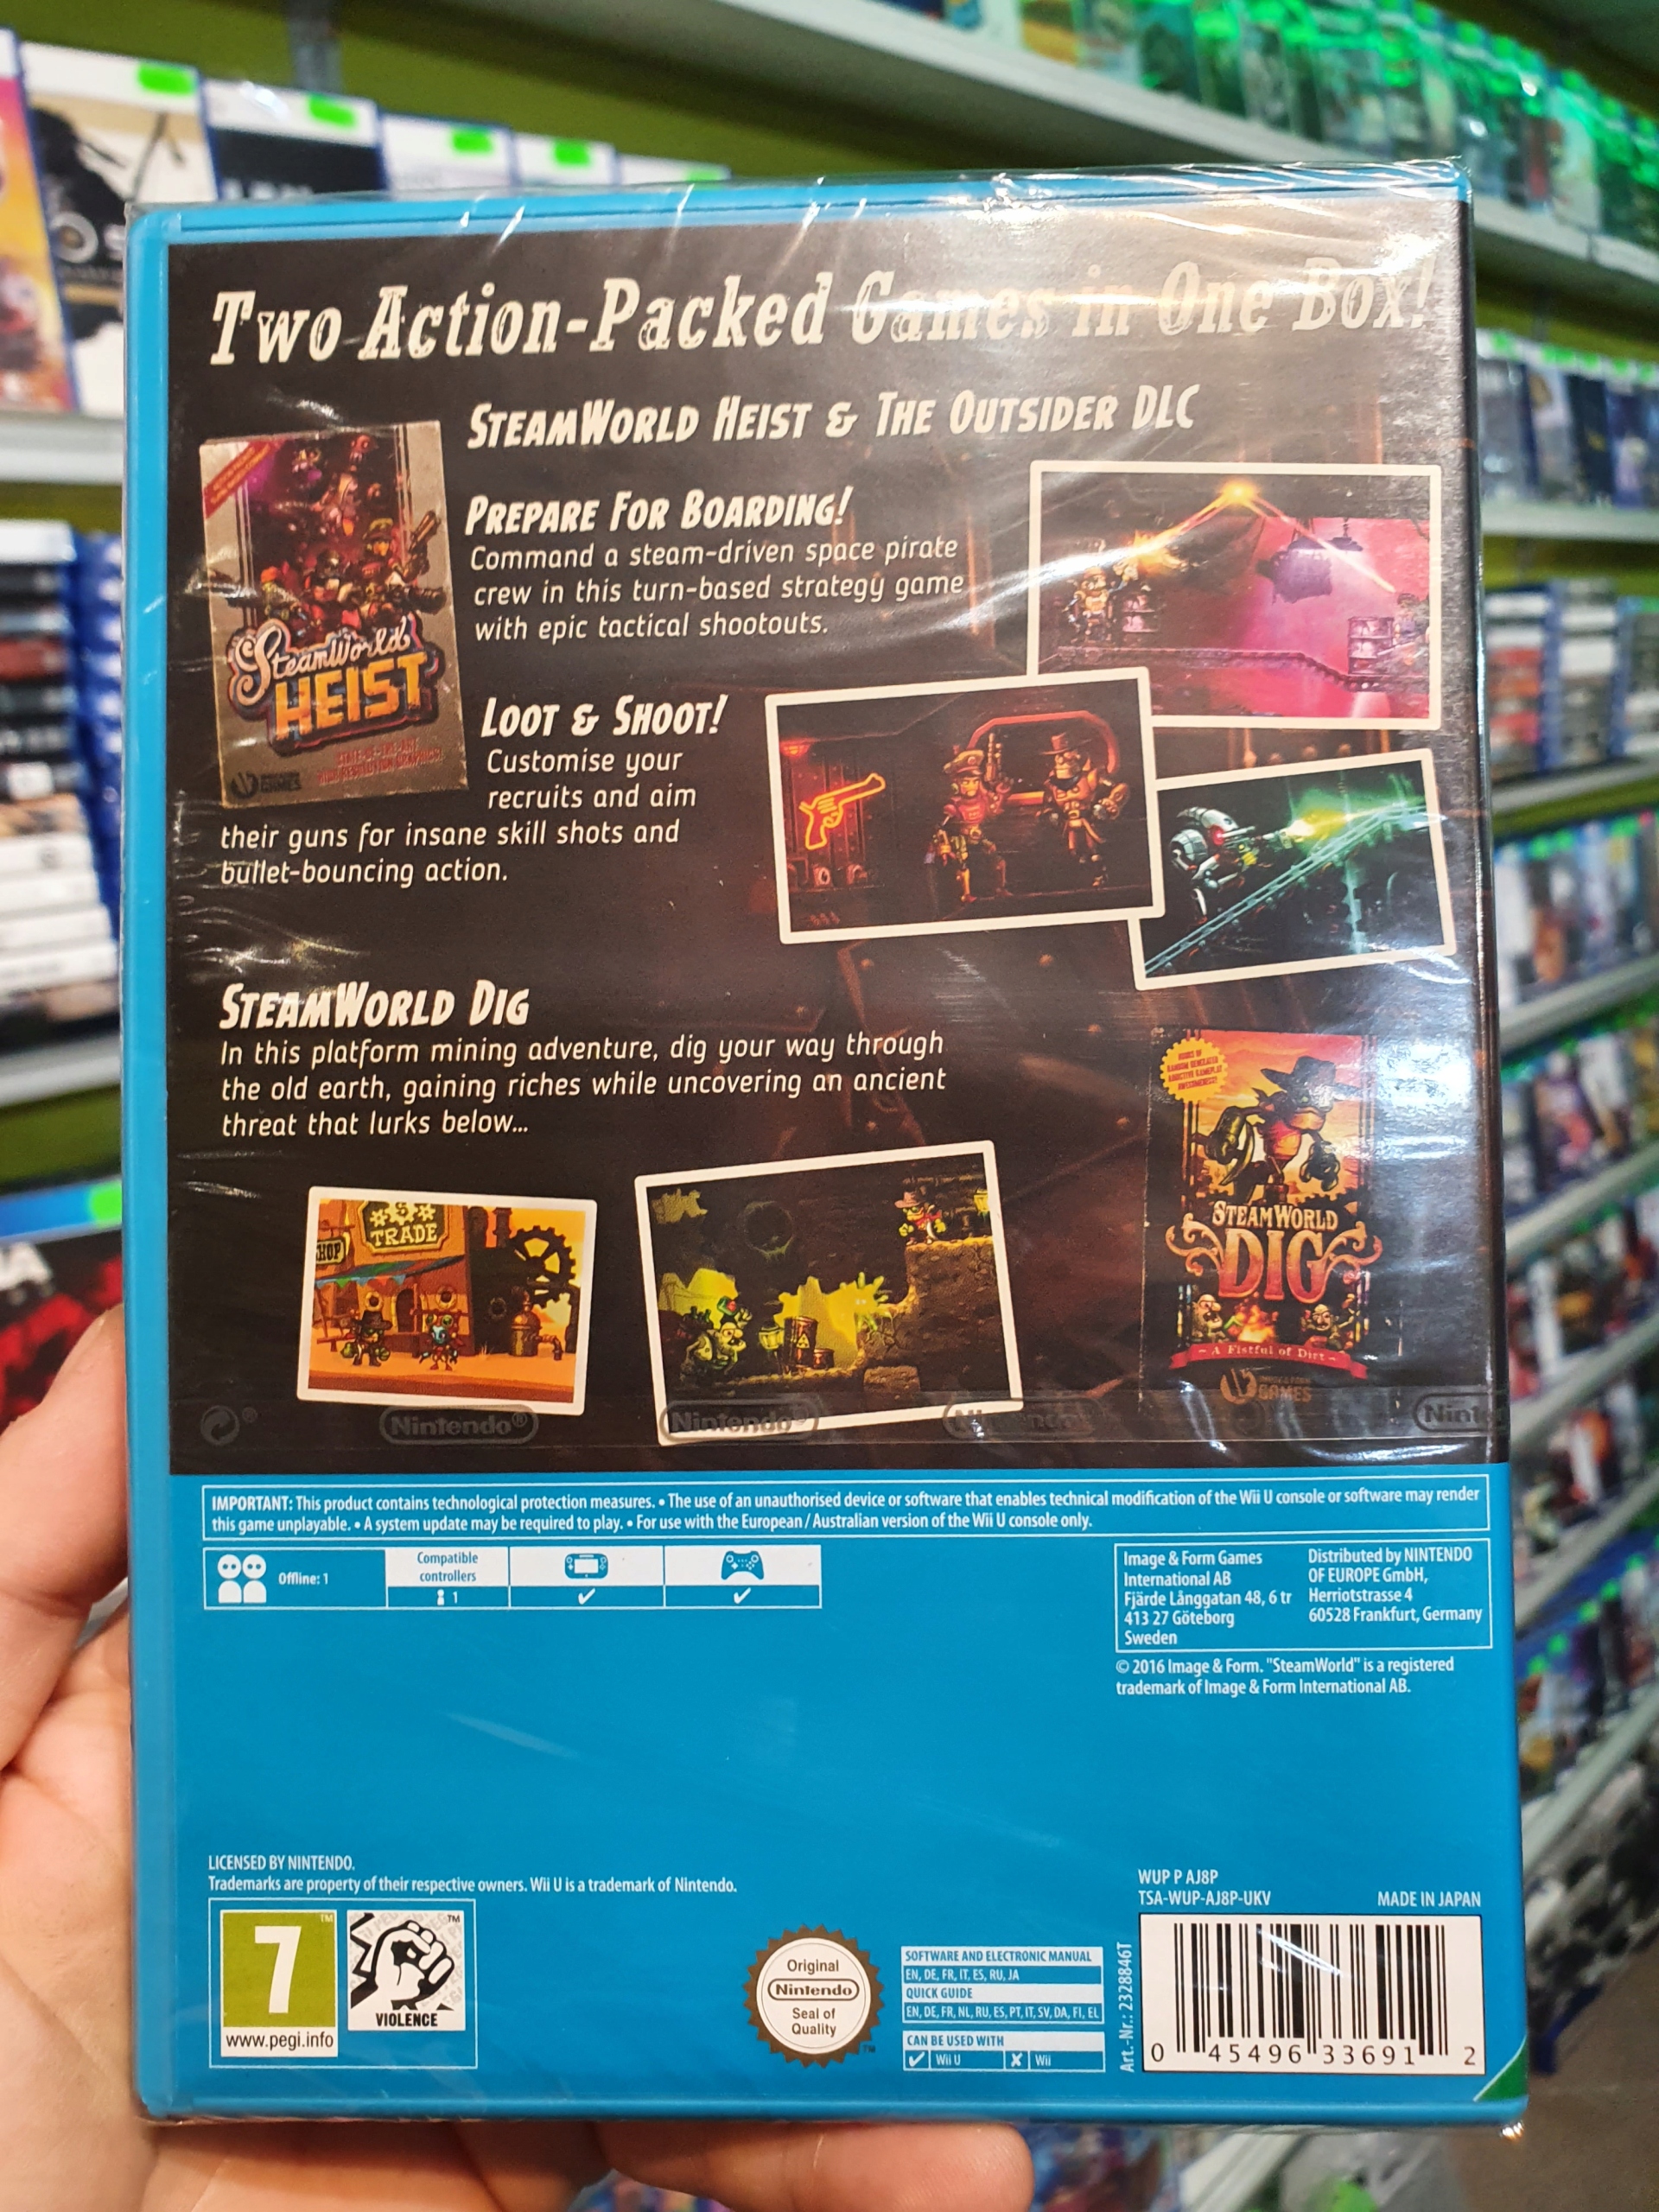 Two Action-Packed Games in One Box!
SteamWorld Heist & The Outsider DLC
Prepare For Boarding!
Command a steam-driven space pirate
crew in this turn-based strategy game
with epic tactical shootouts.
SteamWorld
HEIST
GAMES
Loot & Shoot!
Customise your
recruits and aim
their guns for insane skill shots and
bullet-bouncing action.
SteamWorld Dig
In this platform mining adventure, dig your way through
the old earth, gaining riches while uncovering an ancient
threat that lurks below...
SHOP
TRADE
STEAMWORLD
DIG
- A Fistful of Dirt -
IMAGE & FORM
GAMES
Nintendo®
Nintendo®
Nintendo
Nint
IMPORTANT: This product contains technological protection measures. • The use of an unauthorised device or software that enables technical modification of the Wii U console or software may render
this game unplayable. • A system update may be required to play. • For use with the European / Australian version of the Wii U console only.
Offline: 1
Compatible
controllers
1
Image & Form Games
International AB
Fjärde Långgatan 48, 6 tr
413 27 Göteborg
Sweden
Distributed by NINTENDO
OF EUROPE GmbH,
Herriotstrasse 4
60528 Frankfurt, Germany
© 2016 Image & Form. "SteamWorld" is a registered
trademark of Image & Form International AB.
LICENSED BY NINTENDO.
Trademarks are property of their respective owners. Wii U is a trademark of Nintendo.
7
www.pegi.info
VIOLENCE
Original
Nintendo
Seal of
Quality
SOFTWARE AND ELECTRONIC MANUAL
EN, DE, FR, IT, ES, RU, JA
QUICK GUIDE
EN, DE, FR, NL, RU, ES, PT, IT, SV, DA, FI, EL
CAN BE USED WITH
Wii U
Wii
WUP P AJ8P
TSA-WUP-AJ8P-UKV
MADE IN JAPAN
Art.-Nr.: 2328846T
0 45496 33691 2